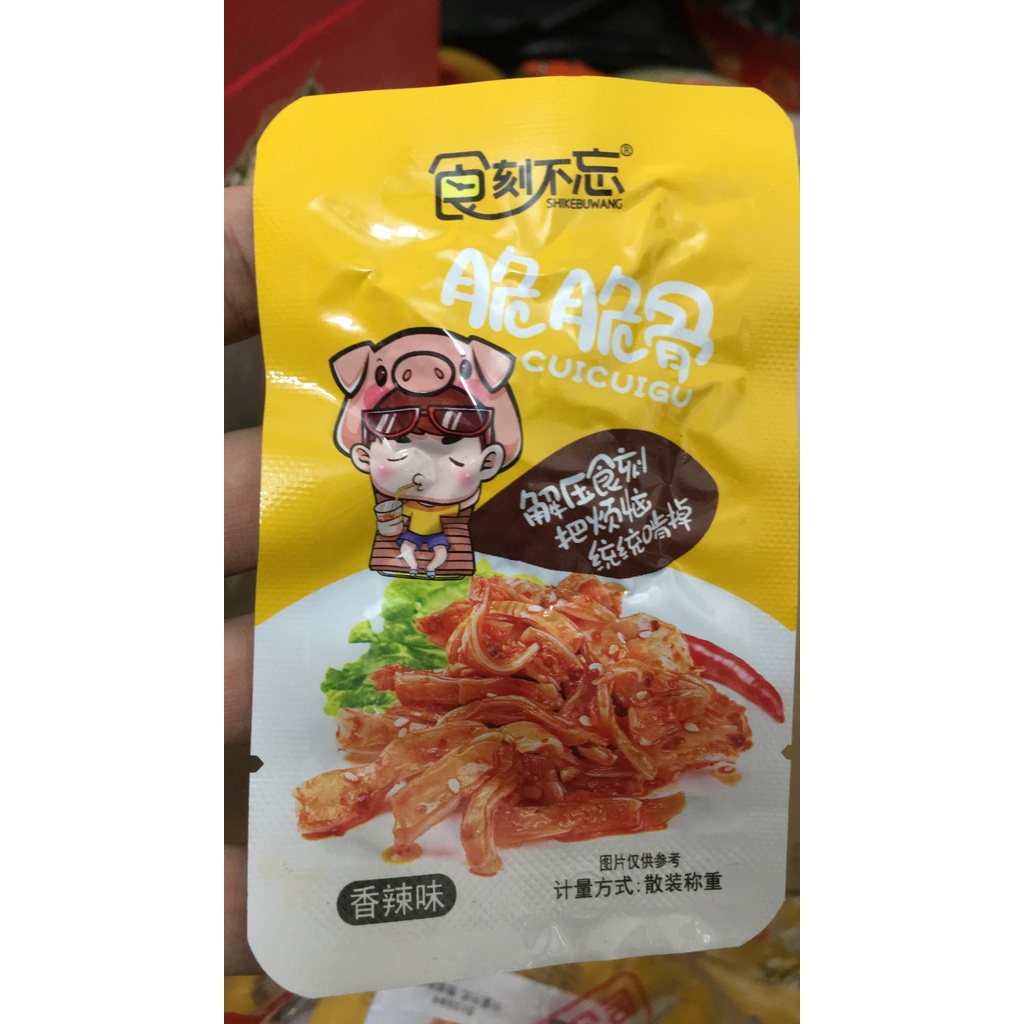 食刻不忘®
SHIKEBUWANG
脆脆骨
CUICUIGU
解压食刻
把烦恼
统统啃掉
图片仅供参考
计量方式:散装称重
香辣味